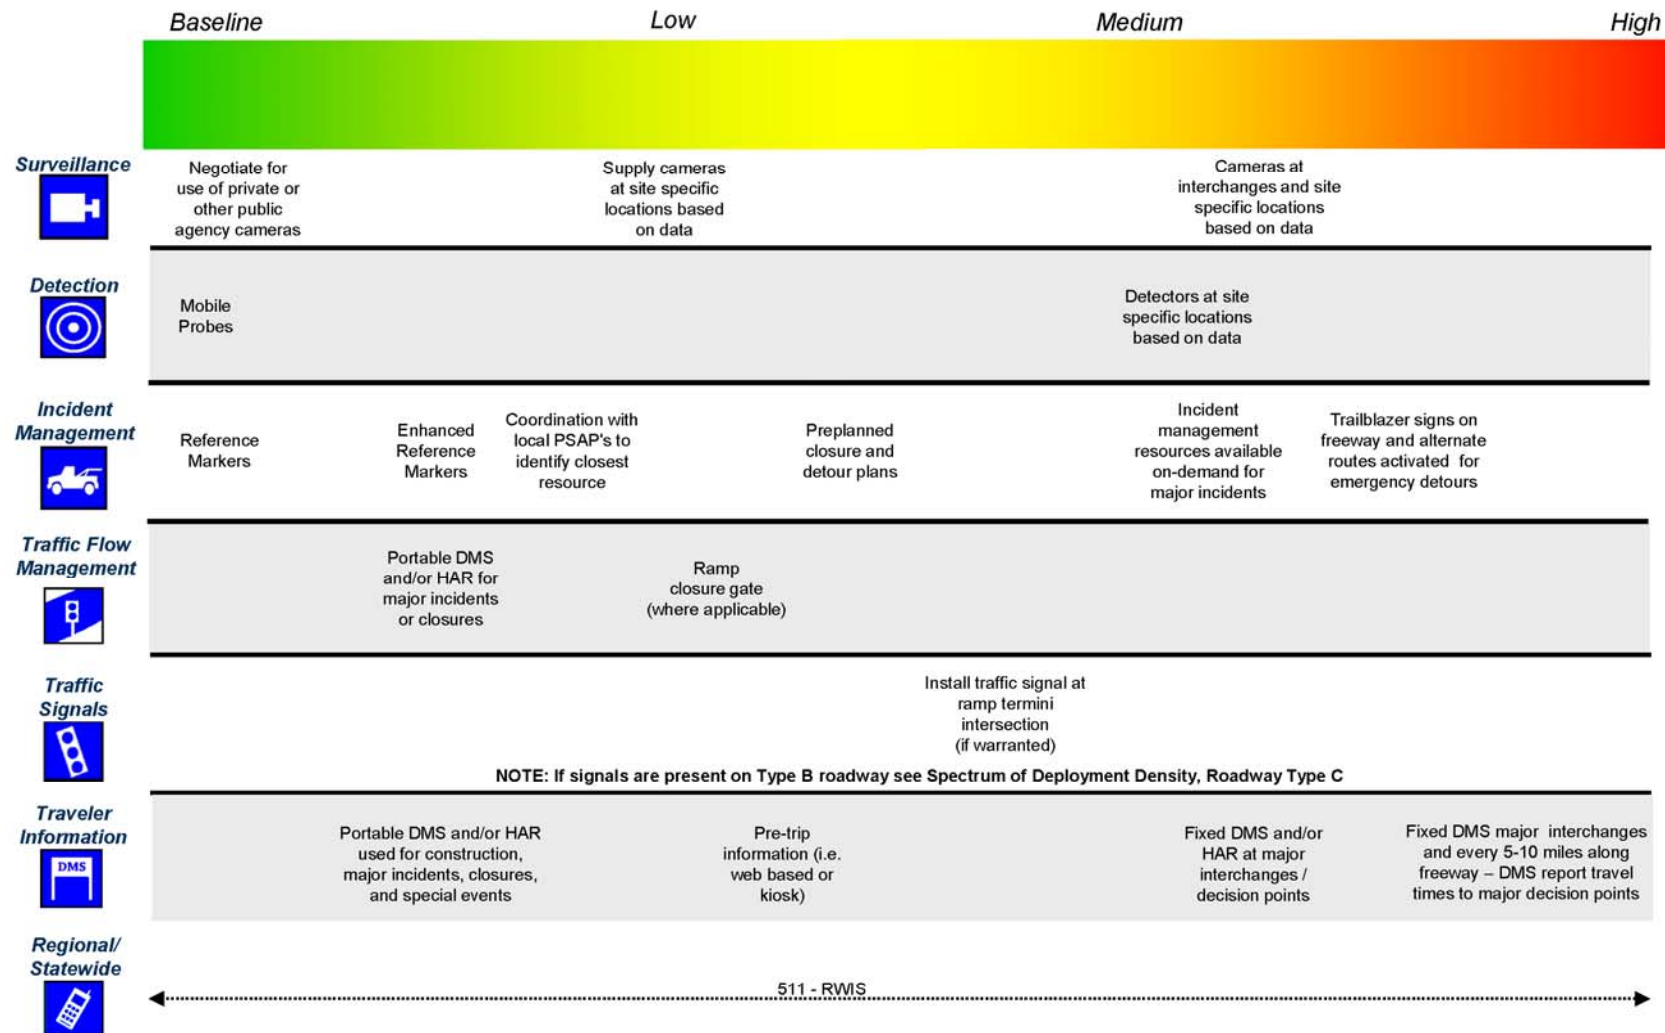 Baseline
Low
Medium
High
Surveillance
Negotiate for
use of private or
other public
agency cameras
Supply cameras
at site specific
locations based
on data
Cameras at
interchanges and site
specific locations
based on data
Detection
Mobile
Probes
Detectors at site
specific locations
based on data
Incident
Management
Reference
Markers
Enhanced
Reference
Markers
Coordination with
local PSAP's to
identify closest
resource
Preplanned
closure and
detour plans
Incident
management
resources available
on-demand for
major incidents
Trailblazer signs on
freeway and alternate
routes activated for
emergency detours
Traffic Flow
Management
Portable DMS
and/or HAR for
major incidents
or closures
Ramp
closure gate
(where applicable)
Traffic
Signals
Install traffic signal at
ramp termini
intersection
(if warranted)
NOTE: If signals are present on Type B roadway see Spectrum of Deployment Density, Roadway Type C
Traveler
Information
DMS
Portable DMS and/or HAR
used for construction,
major incidents, closures,
and special events
Pre-trip
information (i.e.
web based or
kiosk)
Fixed DMS and/or
HAR at major
interchanges /
decision points
Fixed DMS major interchanges
and every 5-10 miles along
freeway – DMS report travel
times to major decision points
Regional/
Statewide
511 - RWIS